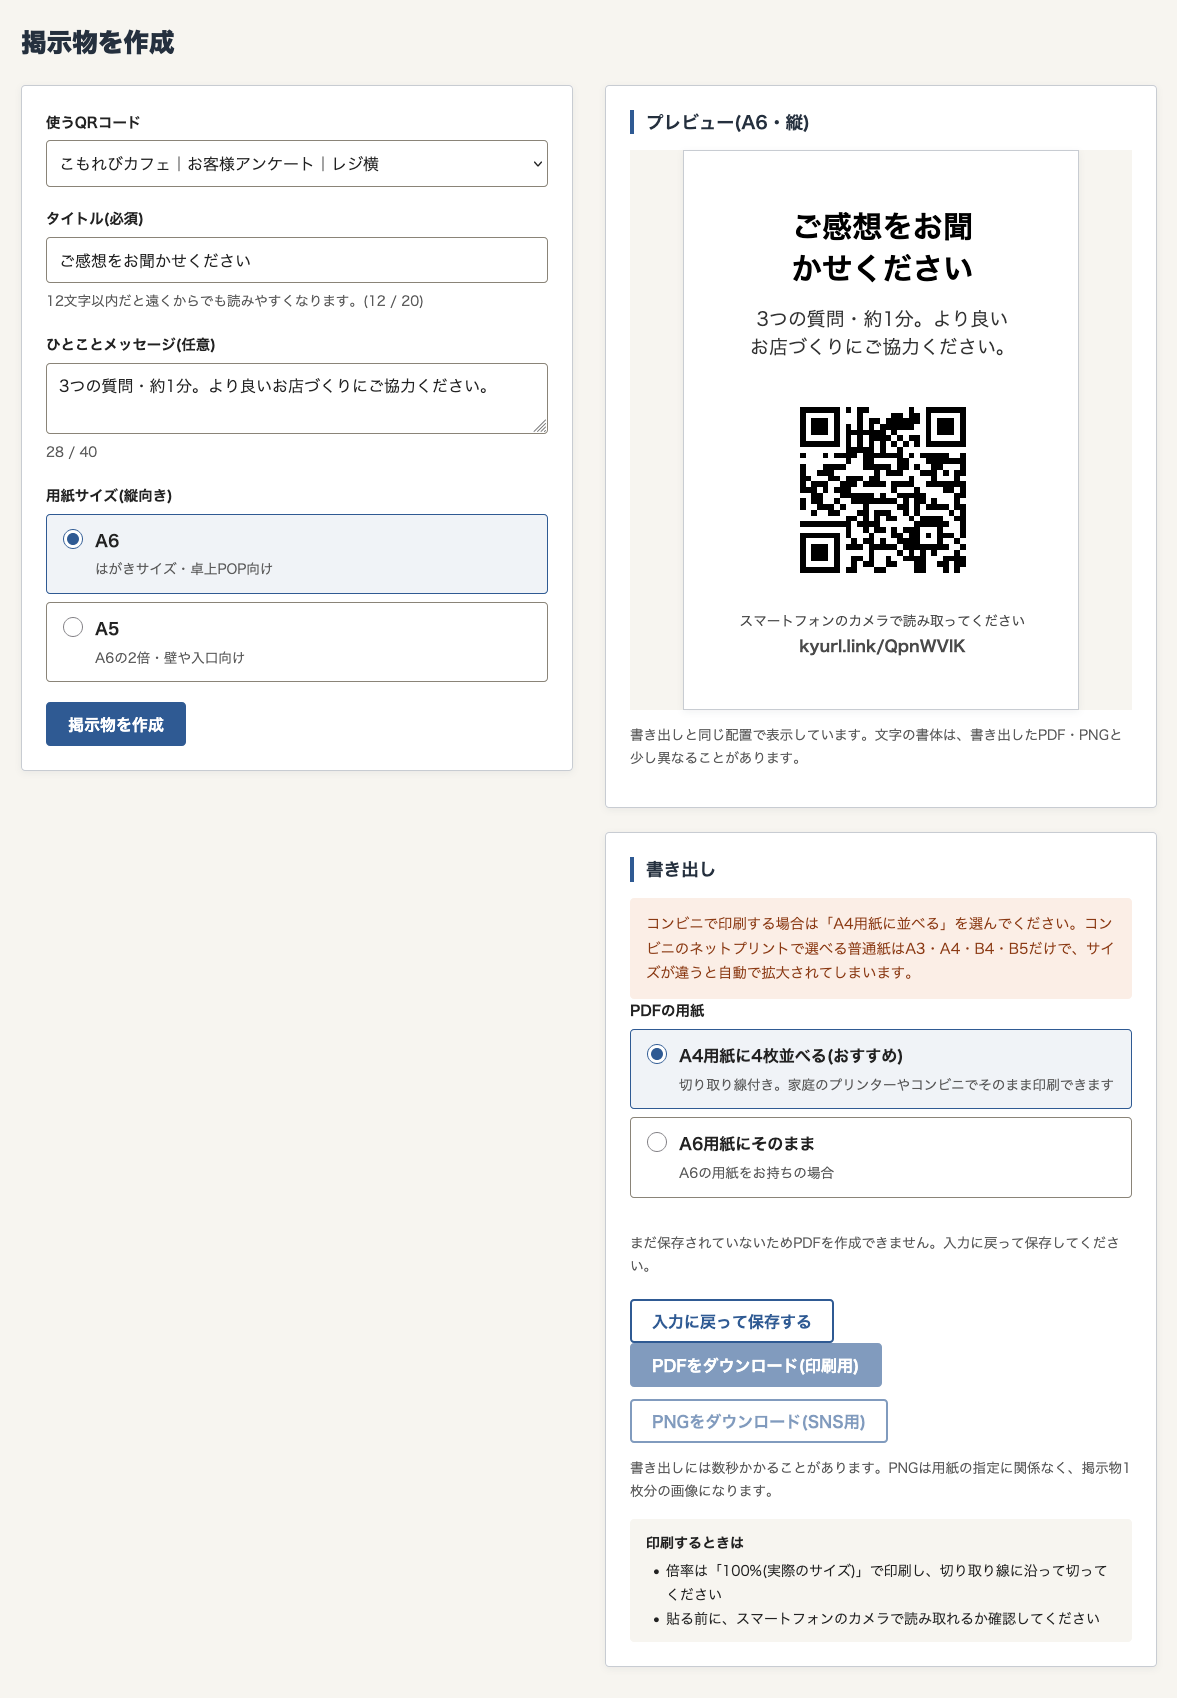 掲示物を作成
使うQRコード
こもれびカフェ｜お客様アンケート｜レジ横
タイトル(必須)
ご感想をお聞かせください
12文字以内だと遠くからでも読みやすくなります。(12 / 20)
ひとことメッセージ(任意)
3つの質問・約1分。より良いお店づくりにご協力ください。
28 / 40
用紙サイズ(縦向き)
A6
はがきサイズ・卓上POP向け
A5
A6の2倍・壁や入口向け
掲示物を作成
プレビュー(A6・縦)
ご感想をお聞
かせください
3つの質問・約1分。より良い
お店づくりにご協力ください。
スマートフォンのカメラで読み取ってください
kyurl.link/QpnWVIK
書き出しと同じ配置で表示しています。文字の書体は、書き出したPDF・PNGと
少し異なることがあります。
書き出し
コンビニで印刷する場合は「A4用紙に並べる」を選んでください。コン
ビニのネットプリントで選べる普通紙はA3・A4・B4・B5だけで、サイ
ズが違うと自動で拡大されてしまいます。
PDFの用紙
A4用紙に4枚並べる(おすすめ)
切り取り線付き。家庭のプリンターやコンビニでそのまま印刷できます
A6用紙にそのまま
A6の用紙をお持ちの場合
まだ保存されていないためPDFを作成できません。入力に戻って保存してくださ
い。
入力に戻って保存する
PDFをダウンロード(印刷用)
PNGをダウンロード(SNS用)
書き出しには数秒かかることがあります。PNGは用紙の指定に関係なく、掲示物1
枚分の画像になります。
印刷するときは
• 倍率は「100%(実際のサイズ)」で印刷し、切り取り線に沿って切って
ください
• 貼る前に、スマートフォンのカメラで読み取れるか確認してください